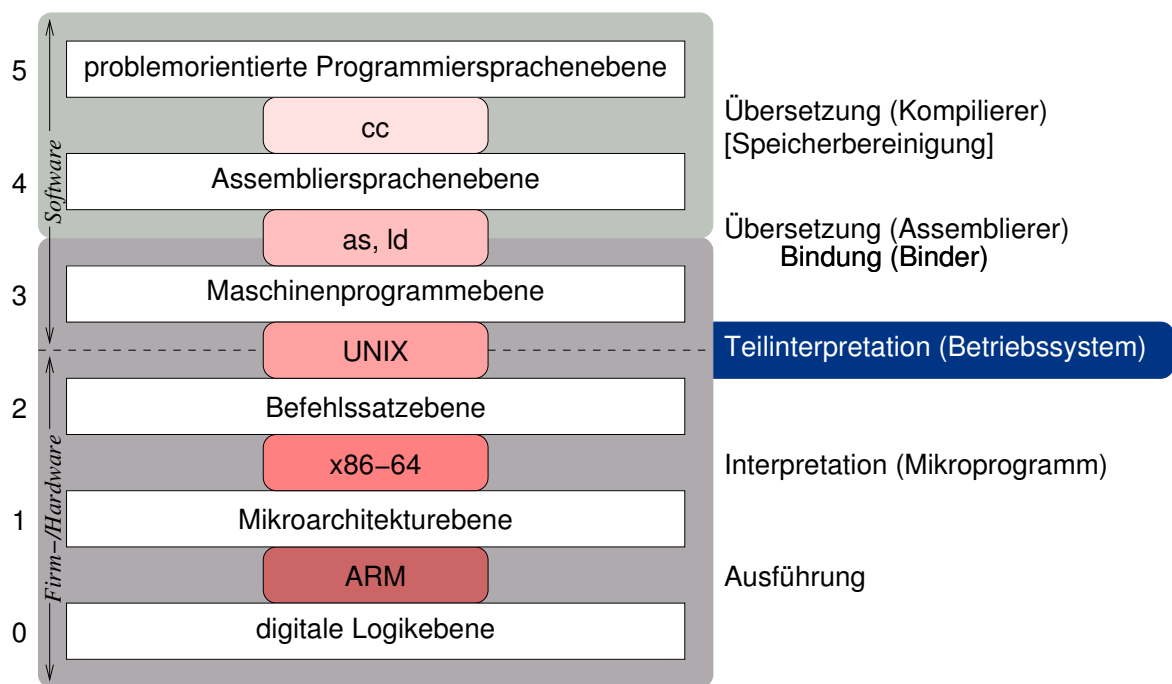 5
problemorientierte Programmiersprachenebene
cc
Übersetzung (Kompilierer)
[Speicherbereinigung]
4
Assembliersprachenebene
Software
as, ld
Übersetzung (Assemblierer)
Bindung (Binder)
3
Maschinenprogrammebene
UNIX
Teilinterpretation (Betriebssystem)
2
Befehlssatzebene
x86−64
Interpretation (Mikroprogramm)
Firm−/Hardware
1
Mikroarchitekturebene
ARM
Ausführung
0
digitale Logikebene